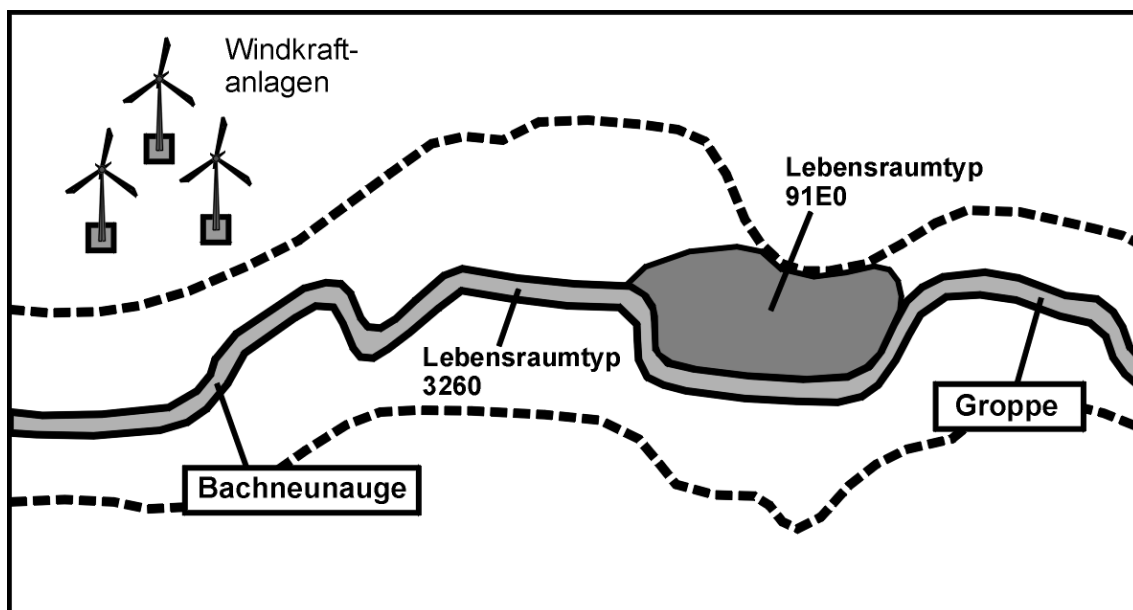 Windkraft-
anlagen
Lebensraumtyp
91E0
Lebensraumtyp
3260
Groppe
Bachneunauge